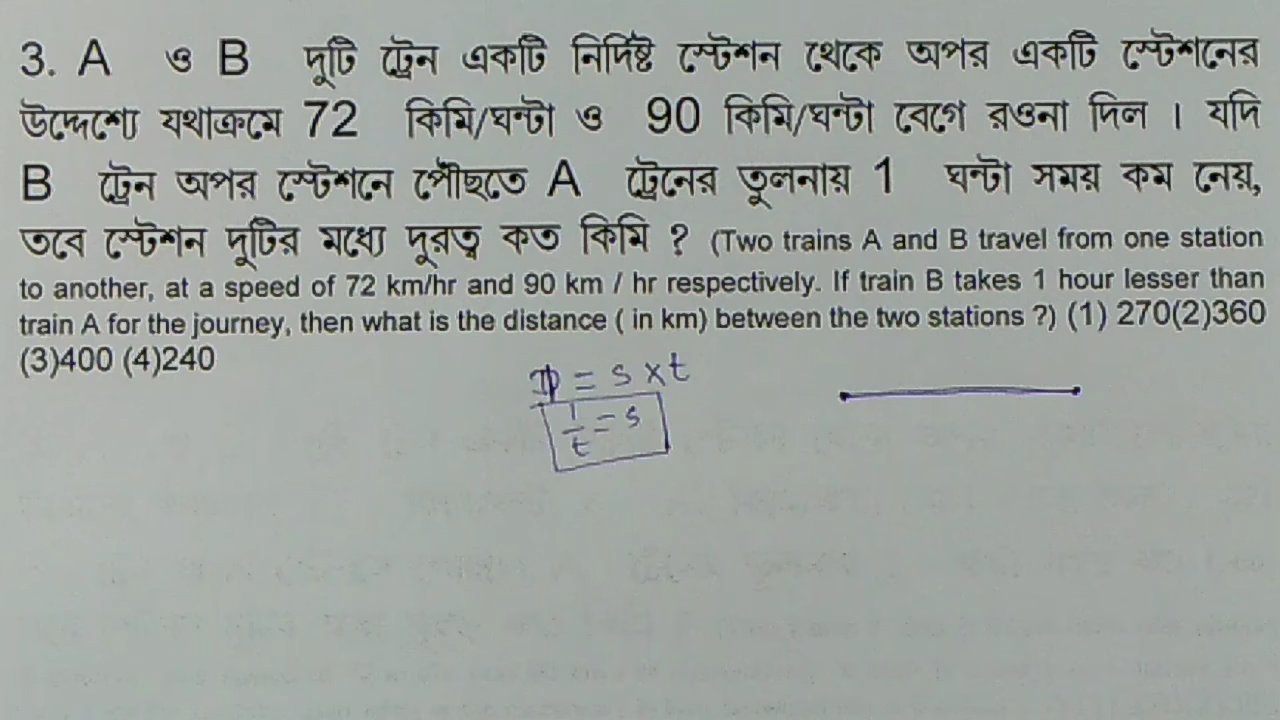 3. A ও B দুটি ট্রেন একটি নির্দিষ্ট স্টেশন থেকে অপর একটি স্টেশনের
উদ্দেশ্যে যথাক্রমে 72 কিমি/ঘন্টা ও 90 কিমি/ঘন্টা বেগে রওনা দিল । যদি
B ট্রেন অপর স্টেশনে পৌঁছতে A ট্রেনের তুলনায় 1 ঘন্টা সময় কম নেয়,
তবে স্টেশন দুটির মধ্যে দূরত্ব কত কিমি ? (Two trains A and B travel from one station
to another, at a speed of 72 km/hr and 90 km / hr respectively. If train B takes 1 hour lesser than
train A for the journey, then what is the distance ( in km) between the two stations ?) (1) 270(2)360
(3)400 (4)240
D = s x t
1/t = s